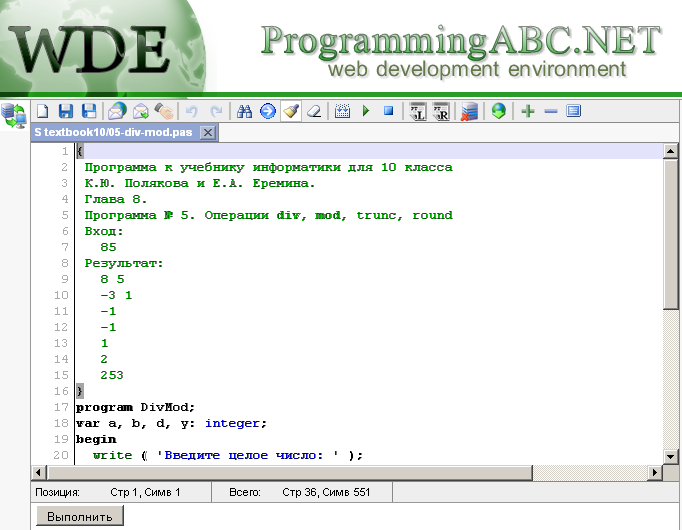 WDE
ProgrammingABC.NET
web development environment
S textbook10/05-div-mod.pas
1 {
2 Программа к учебнику информатики для 10 класса
3 К.Ю. Полякова и Е.А. Еремина.
4 Глава 8.
5 Программа № 5. Операции div, mod, trunc, round
6 Вход:
7 85
8 Результат:
9 8 5
10 -3 1
11 -1
12 -1
13 1
14 2
15 253
16 }
17 program DivMod;
18 var a, b, d, y: integer;
19 begin
20 write ( 'Введите целое число: ' );
Позиция: Стр 1, Симв 1 Всего: Стр 36, Симв 551
Выполнить